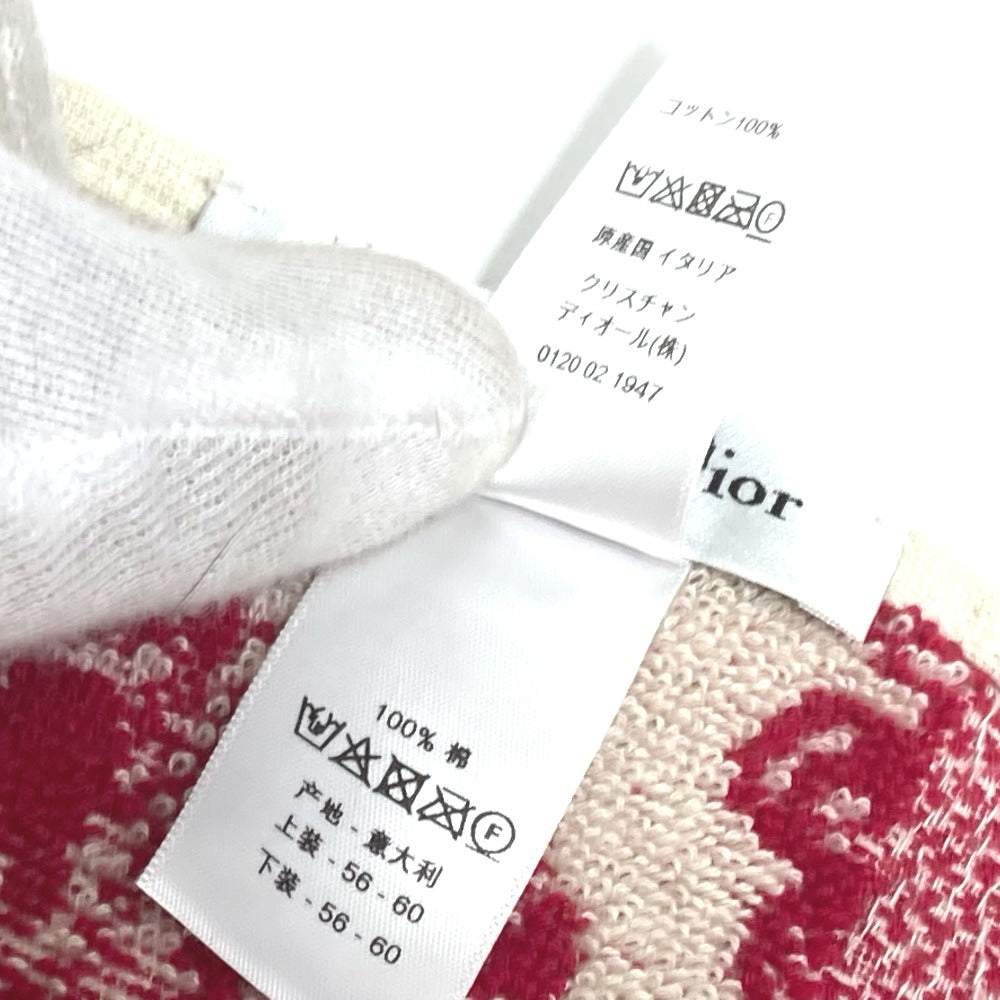 コットン100%
F
原産国 イタリア
クリスチャン
ディオール(株)
0120 02 1947
ior
100% 棉
F
产地 - 意大利
上装 - 56 - 60
下装 - 56 - 60